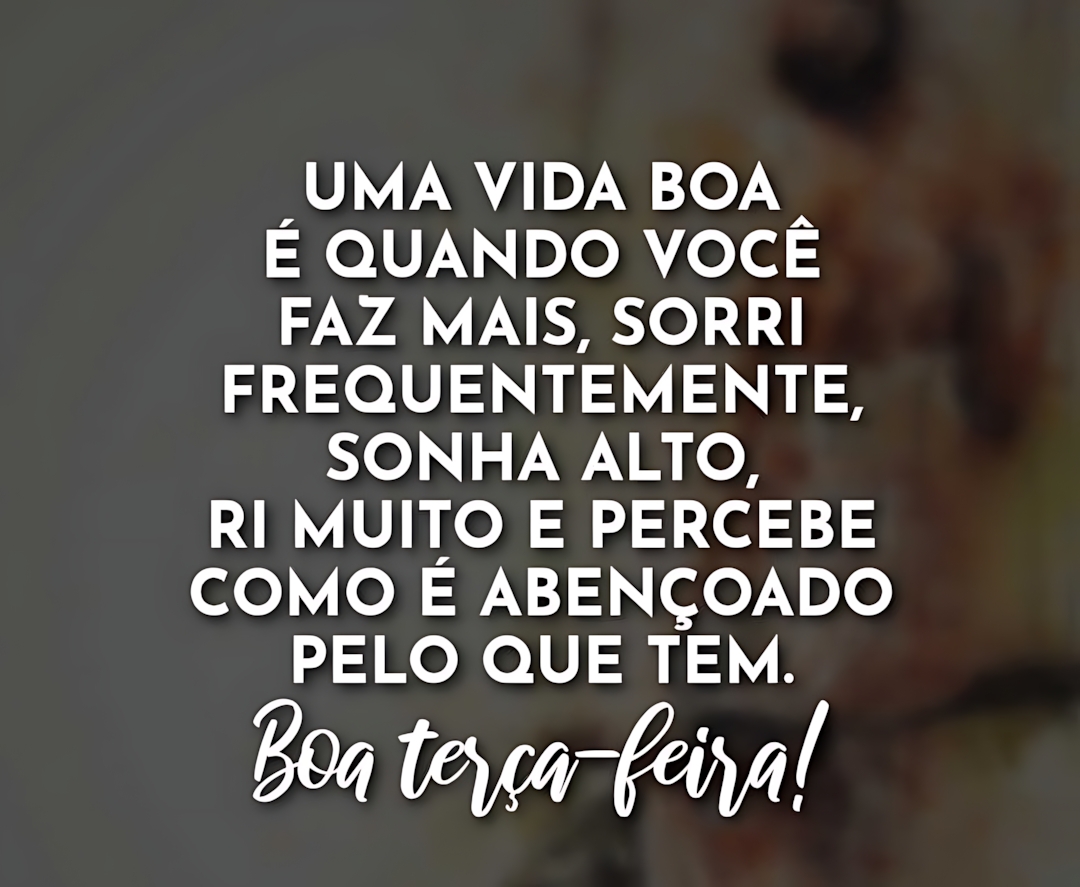 UMA VIDA BOA
É QUANDO VOCÊ
FAZ MAIS, SORRI
FREQUENTEMENTE,
SONHA ALTO,
RI MUITO E PERCEBE
COMO É ABENÇOADO
PELO QUE TEM.
Boa terça-feira!